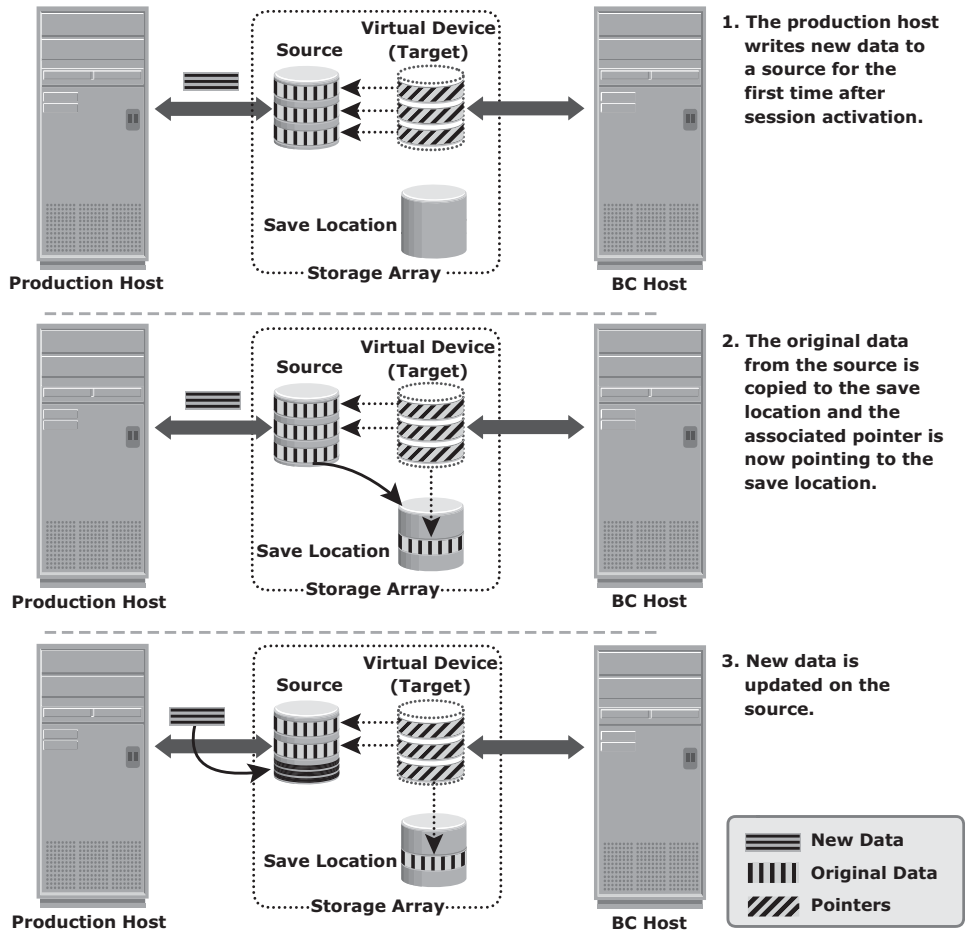 Source
Virtual Device
(Target)
Save Location
Storage Array
Production Host
BC Host
1. The production host
writes new data to
a source for the
first time after
session activation.
Source
Virtual Device
(Target)
Save Location
Storage Array
Production Host
BC Host
2. The original data
from the source is
copied to the save
location and the
associated pointer is
now pointing to the
save location.
Source
Virtual Device
(Target)
Save Location
Storage Array
Production Host
BC Host
3. New data is
updated on the
source.
New Data
Original Data
Pointers